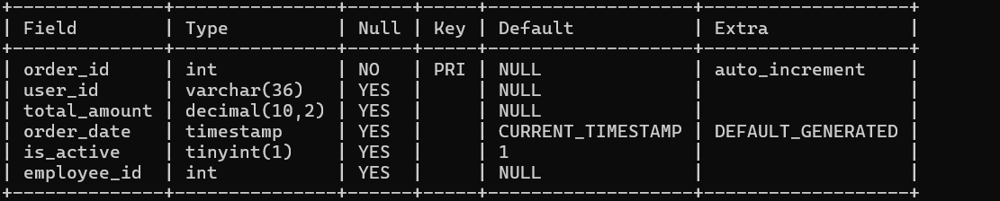 +--------------+---------------+------+-----+-------------------+-------------------+
| Field        | Type          | Null | Key | Default           | Extra             |
+--------------+---------------+------+-----+-------------------+-------------------+
| order_id     | int           | NO   | PRI | NULL              | auto_increment    |
| user_id      | varchar(36)   | YES  |     | NULL              |                   |
| total_amount | decimal(10,2) | YES  |     | NULL              |                   |
| order_date   | timestamp     | YES  |     | CURRENT_TIMESTAMP | DEFAULT_GENERATED |
| is_active    | tinyint(1)    | YES  |     | 1                 |                   |
| employee_id  | int           | YES  |     | NULL              |                   |
+--------------+---------------+------+-----+-------------------+-------------------+